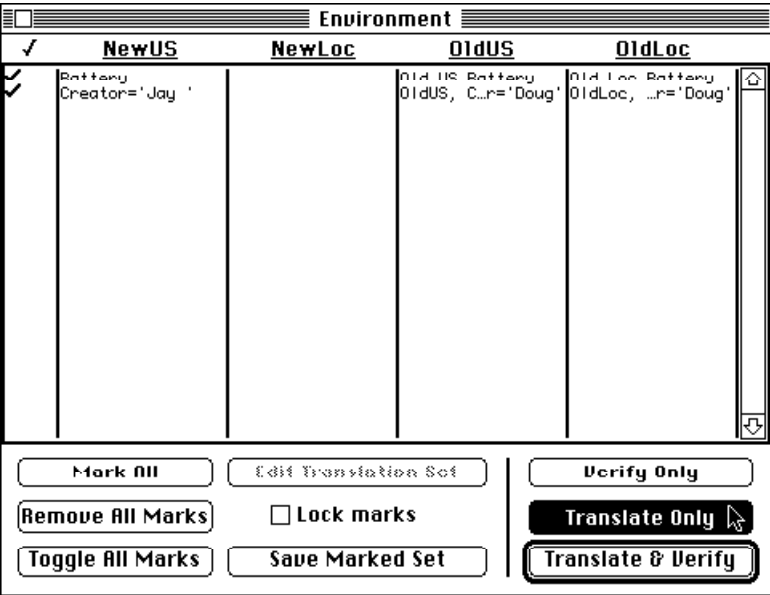 Environment
✓ NewUS NewLoc OldUS OldLoc
Battery Old US Battery Old Loc Battery
Creator='Jay ' OldUS, C…r='Doug' OldLoc, …r='Doug'
Mark All Edit Translation Set Verify Only
Remove All Marks Lock marks Translate Only
Toggle All Marks Save Marked Set Translate & Verify